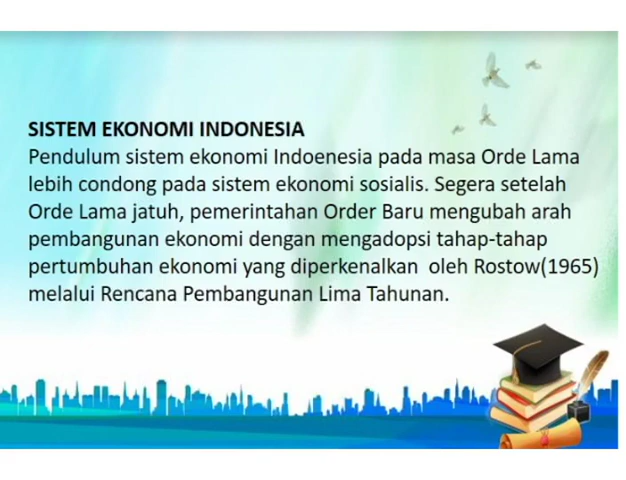 SISTEM EKONOMI INDONESIA
Pendulum sistem ekonomi Indoenesia pada masa Orde Lama
lebih condong pada sistem ekonomi sosialis. Segera setelah
Orde Lama jatuh, pemerintahan Order Baru mengubah arah
pembangunan ekonomi dengan mengadopsi tahap-tahap
pertumbuhan ekonomi yang diperkenalkan  oleh Rostow(1965)
melalui Rencana Pembangunan Lima Tahunan.